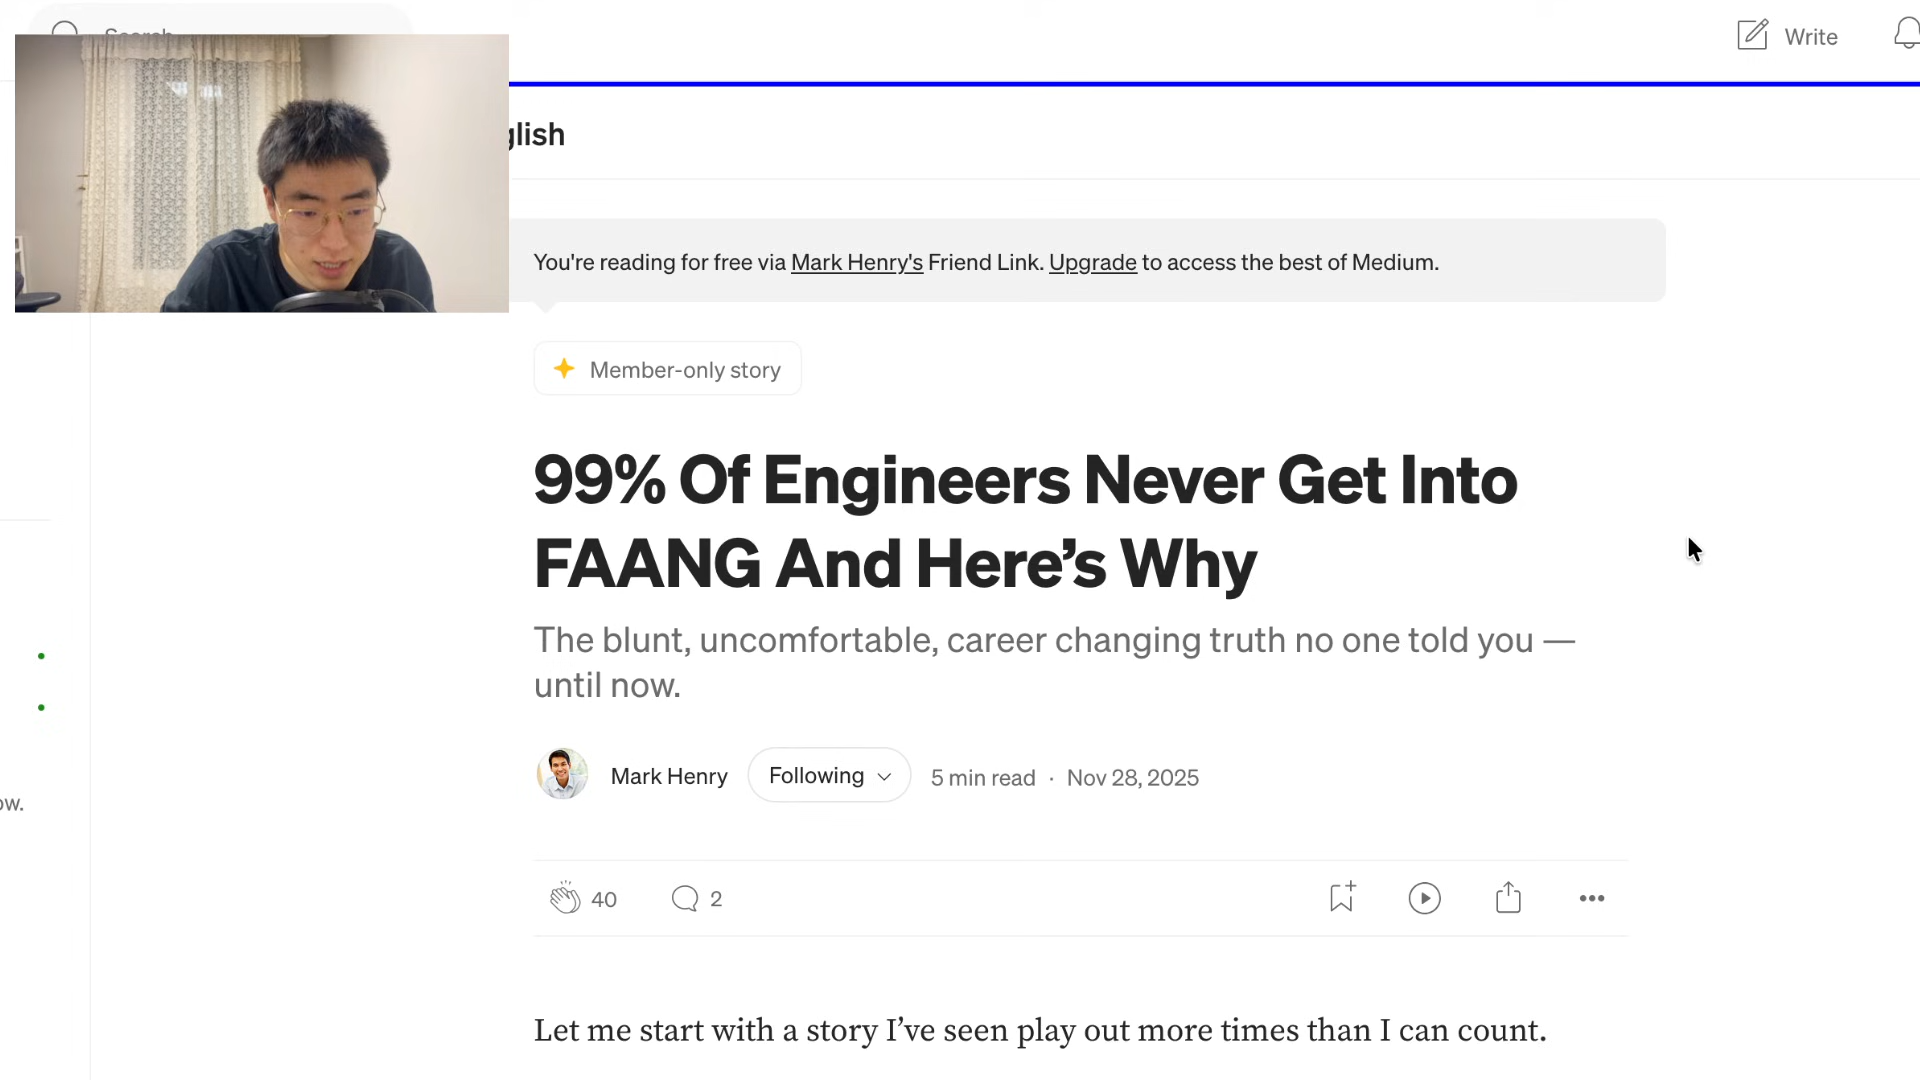 Search
Write
glish
You're reading for free via Mark Henry's Friend Link. Upgrade to access the best of Medium.
Member-only story
99% Of Engineers Never Get Into
FAANG And Here’s Why
The blunt, uncomfortable, career changing truth no one told you —
until now.
Mark Henry
Following
5 min read · Nov 28, 2025
ow.
40
2
Let me start with a story I’ve seen play out more times than I can count.